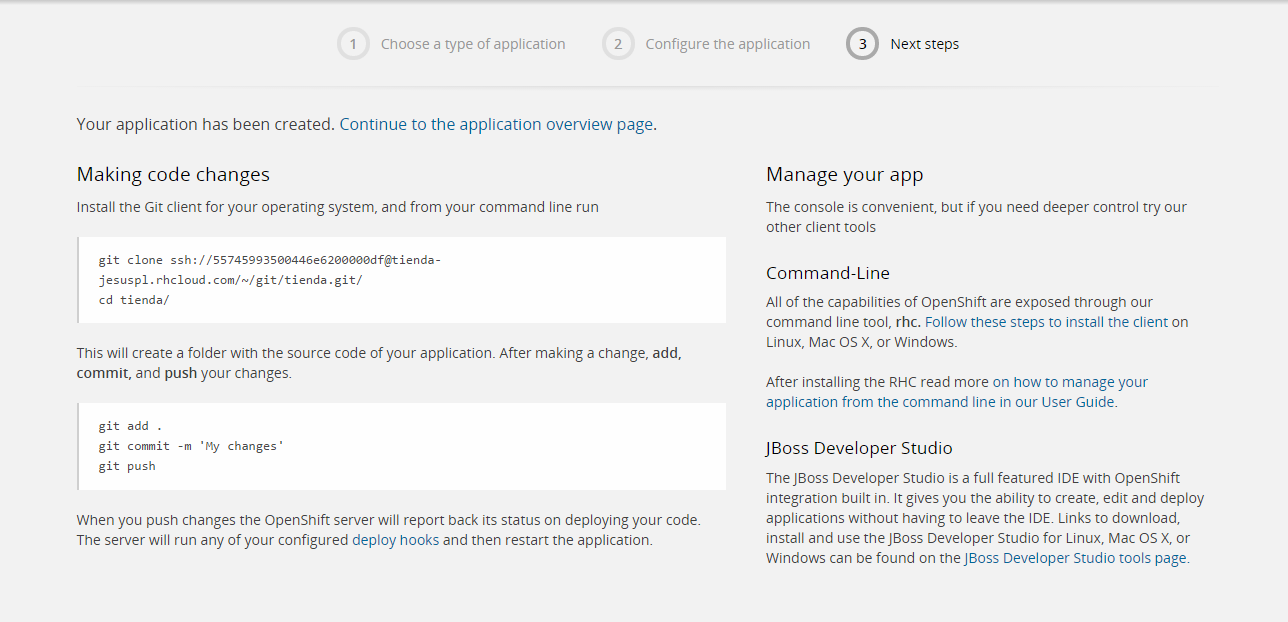 1 Choose a type of application 2 Configure the application 3 Next steps
Your application has been created. Continue to the application overview page.
Making code changes
Install the Git client for your operating system, and from your command line run
git clone ssh://55745993500446e6200000df@tienda-
jesuspl.rhcloud.com/~/git/tienda.git/
cd tienda/
This will create a folder with the source code of your application. After making a change, add,
commit, and push your changes.
git add .
git commit -m 'My changes'
git push
When you push changes the OpenShift server will report back its status on deploying your code.
The server will run any of your configured deploy hooks and then restart the application.
Manage your app
The console is convenient, but if you need deeper control try our
other client tools
Command-Line
All of the capabilities of OpenShift are exposed through our
command line tool, rhc. Follow these steps to install the client on
Linux, Mac OS X, or Windows.
After installing the RHC read more on how to manage your
application from the command line in our User Guide.
JBoss Developer Studio
The JBoss Developer Studio is a full featured IDE with OpenShift
integration built in. It gives you the ability to create, edit and deploy
applications without having to leave the IDE. Links to download,
install and use the JBoss Developer Studio for Linux, Mac OS X, or
Windows can be found on the JBoss Developer Studio tools page.